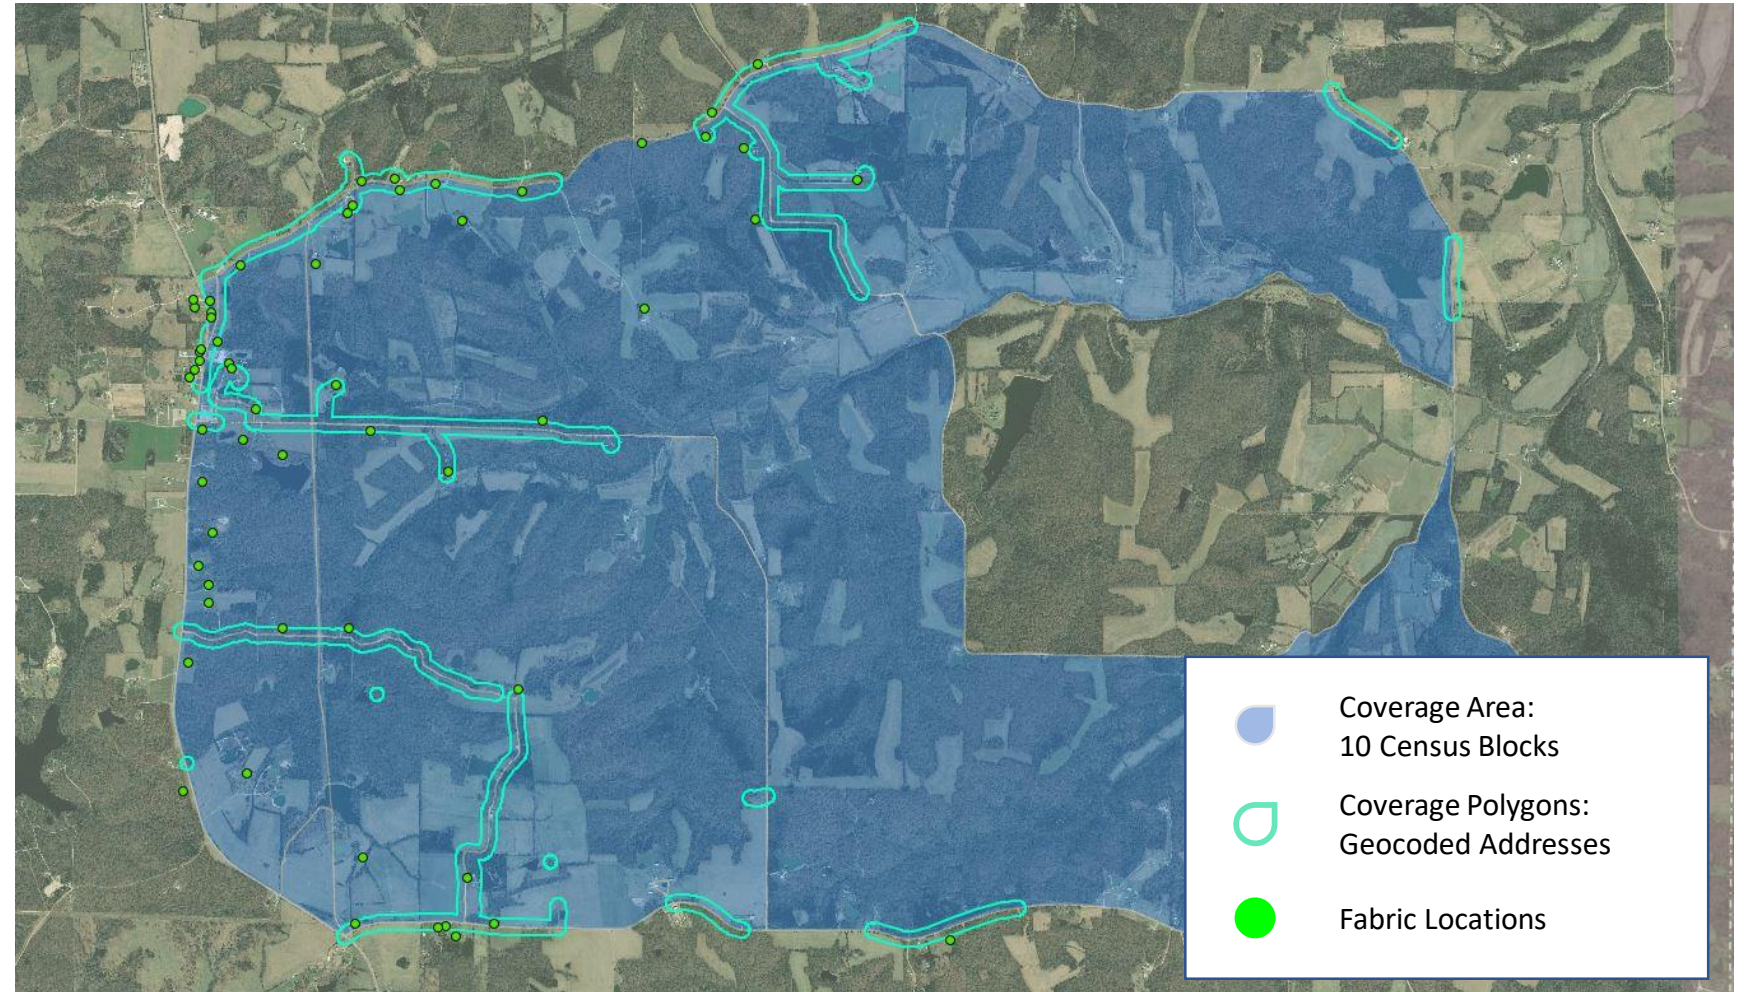 Coverage Area:
10 Census Blocks
Coverage Polygons:
Geocoded Addresses
Fabric Locations